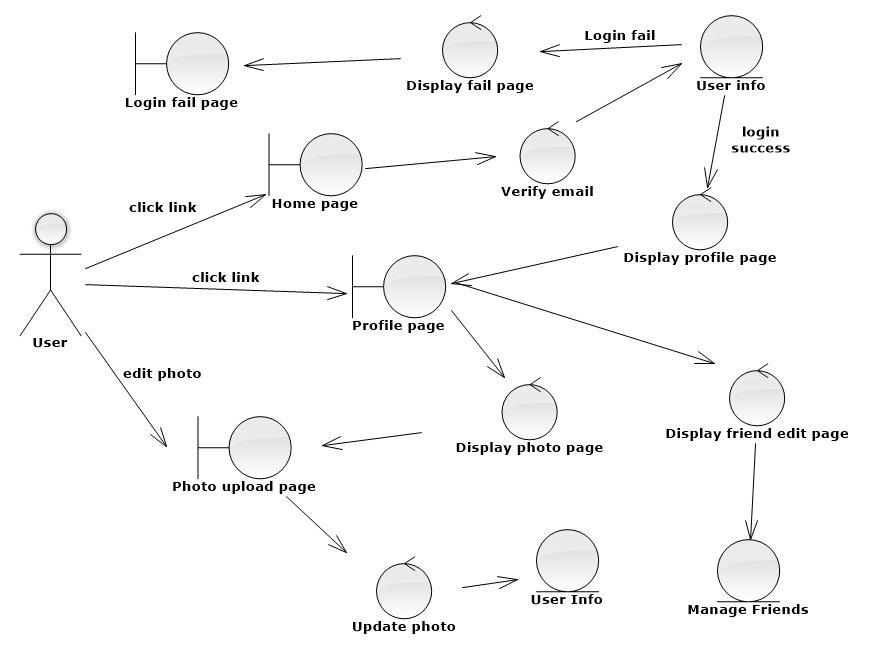 Login fail
Display fail page
User info
Login fail page
login
success
Verify email
Home page
click link
Display profile page
click link
Profile page
User
edit photo
Display friend edit page
Display photo page
Photo upload page
User Info
Manage Friends
Update photo